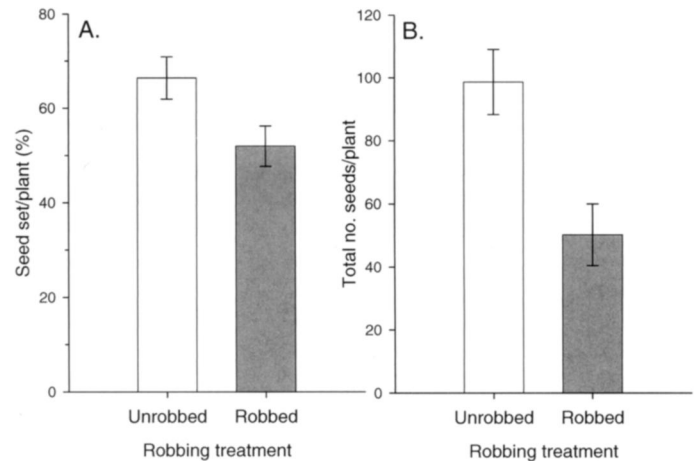 A.
80
60
40
20
0
Seed set/plant (%)
Unrobbed Robbed
Robbing treatment
B.
120
100
80
60
40
20
0
Total no. seeds/plant
Unrobbed Robbed
Robbing treatment